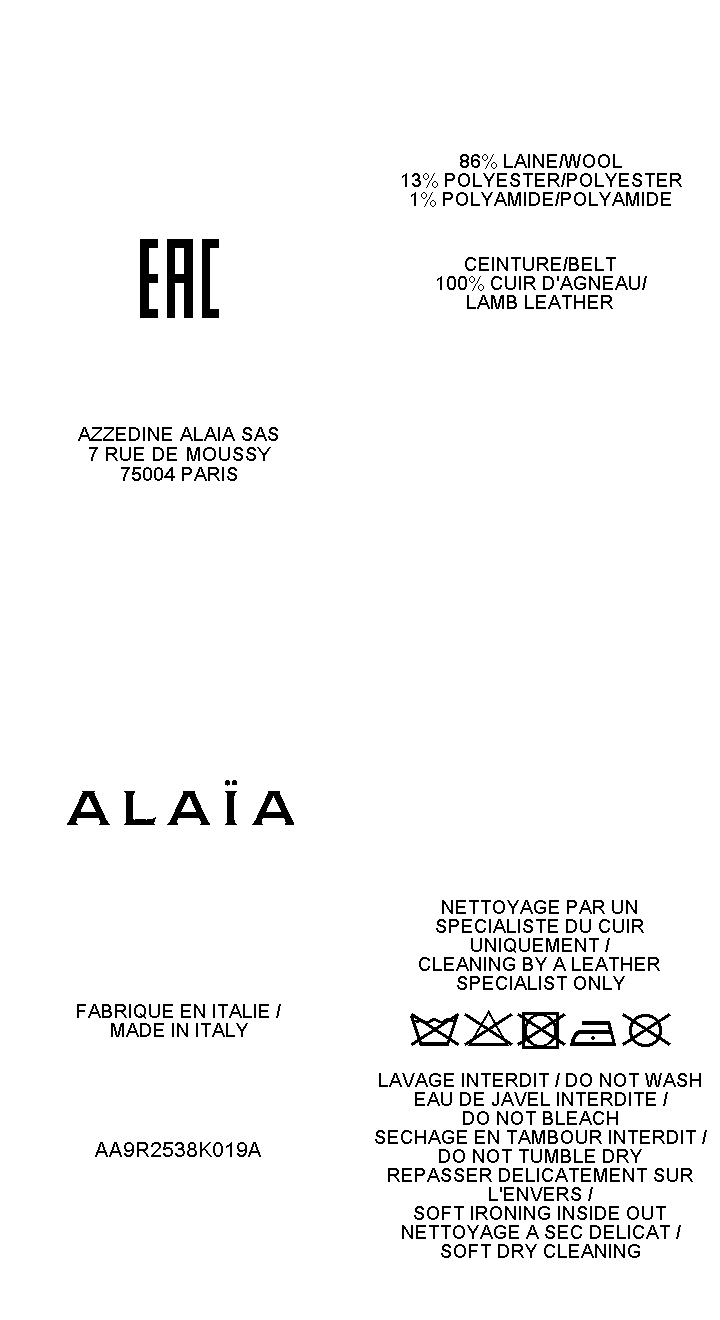 86% LAINE/WOOL
13% POLYESTER/POLYESTER
1% POLYAMIDE/POLYAMIDE
EAC
CEINTURE/BELT
100% CUIR D'AGNEAU/
LAMB LEATHER
AZZEDINE ALAIA SAS
7 RUE DE MOUSSY
75004 PARIS
ALAÏA
FABRIQUE EN ITALIE /
MADE IN ITALY
AA9R2538K019A
NETTOYAGE PAR UN
SPECIALISTE DU CUIR
UNIQUEMENT /
CLEANING BY A LEATHER
SPECIALIST ONLY
LAVAGE INTERDIT / DO NOT WASH
EAU DE JAVEL INTERDITE /
DO NOT BLEACH
SECHAGE EN TAMBOUR INTERDIT /
DO NOT TUMBLE DRY
REPASSER DELICATEMENT SUR
L'ENVERS /
SOFT IRONING INSIDE OUT
NETTOYAGE A SEC DELICAT /
SOFT DRY CLEANING